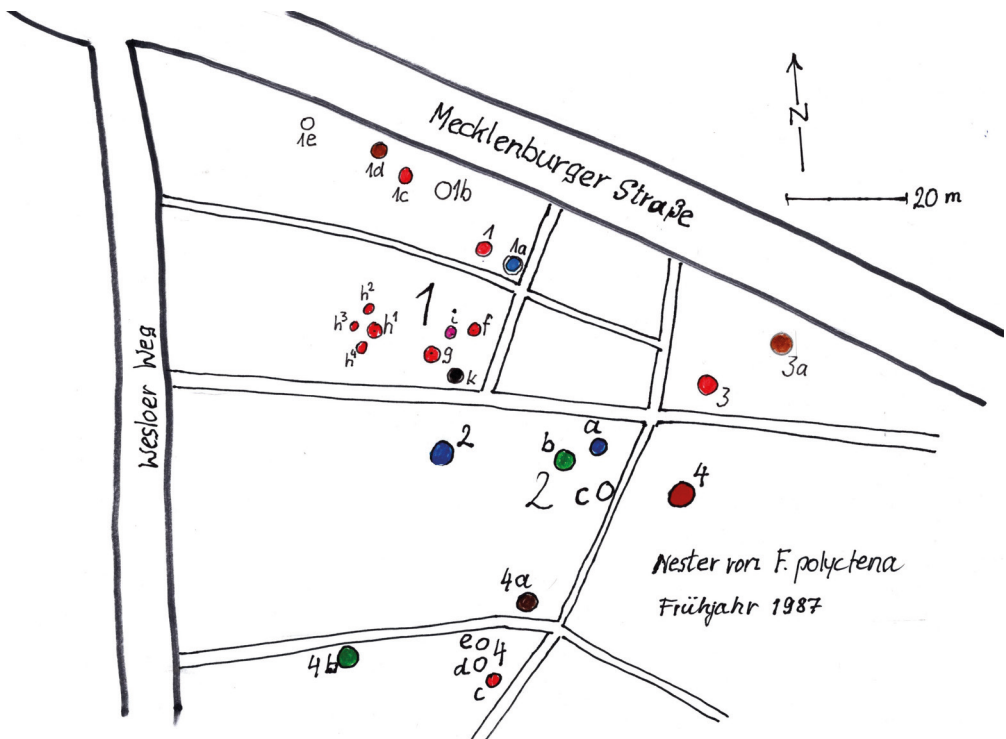 Mecklenburger Straße
N
20 m
1e
1d
1c
1b
1
1a
h²
h³
h¹
h⁴
1
i
f
g
k
Wesloer Weg
3a
3
2
a
b
2
c
4
Nester von F. polyctena
Frühjahr 1987
4a
4b
e
4
d
c